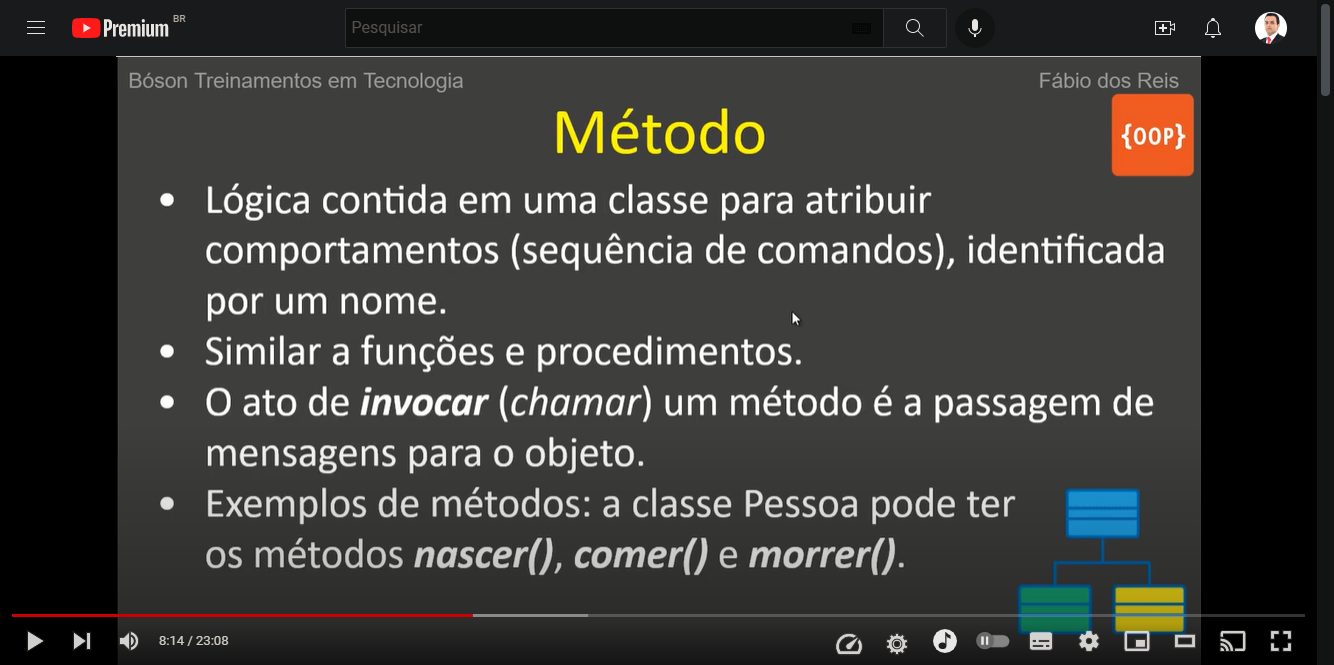 Premium BR
Pesquisar
Bóson Treinamentos em Tecnologia
Fábio dos Reis
Método
{OOP}
• Lógica contida em uma classe para atribuir
comportamentos (sequência de comandos), identificada
por um nome.
• Similar a funções e procedimentos.
• O ato de invocar (chamar) um método é a passagem de
mensagens para o objeto.
• Exemplos de métodos: a classe Pessoa pode ter
os métodos nascer(), comer() e morrer().
8:14 / 23:08